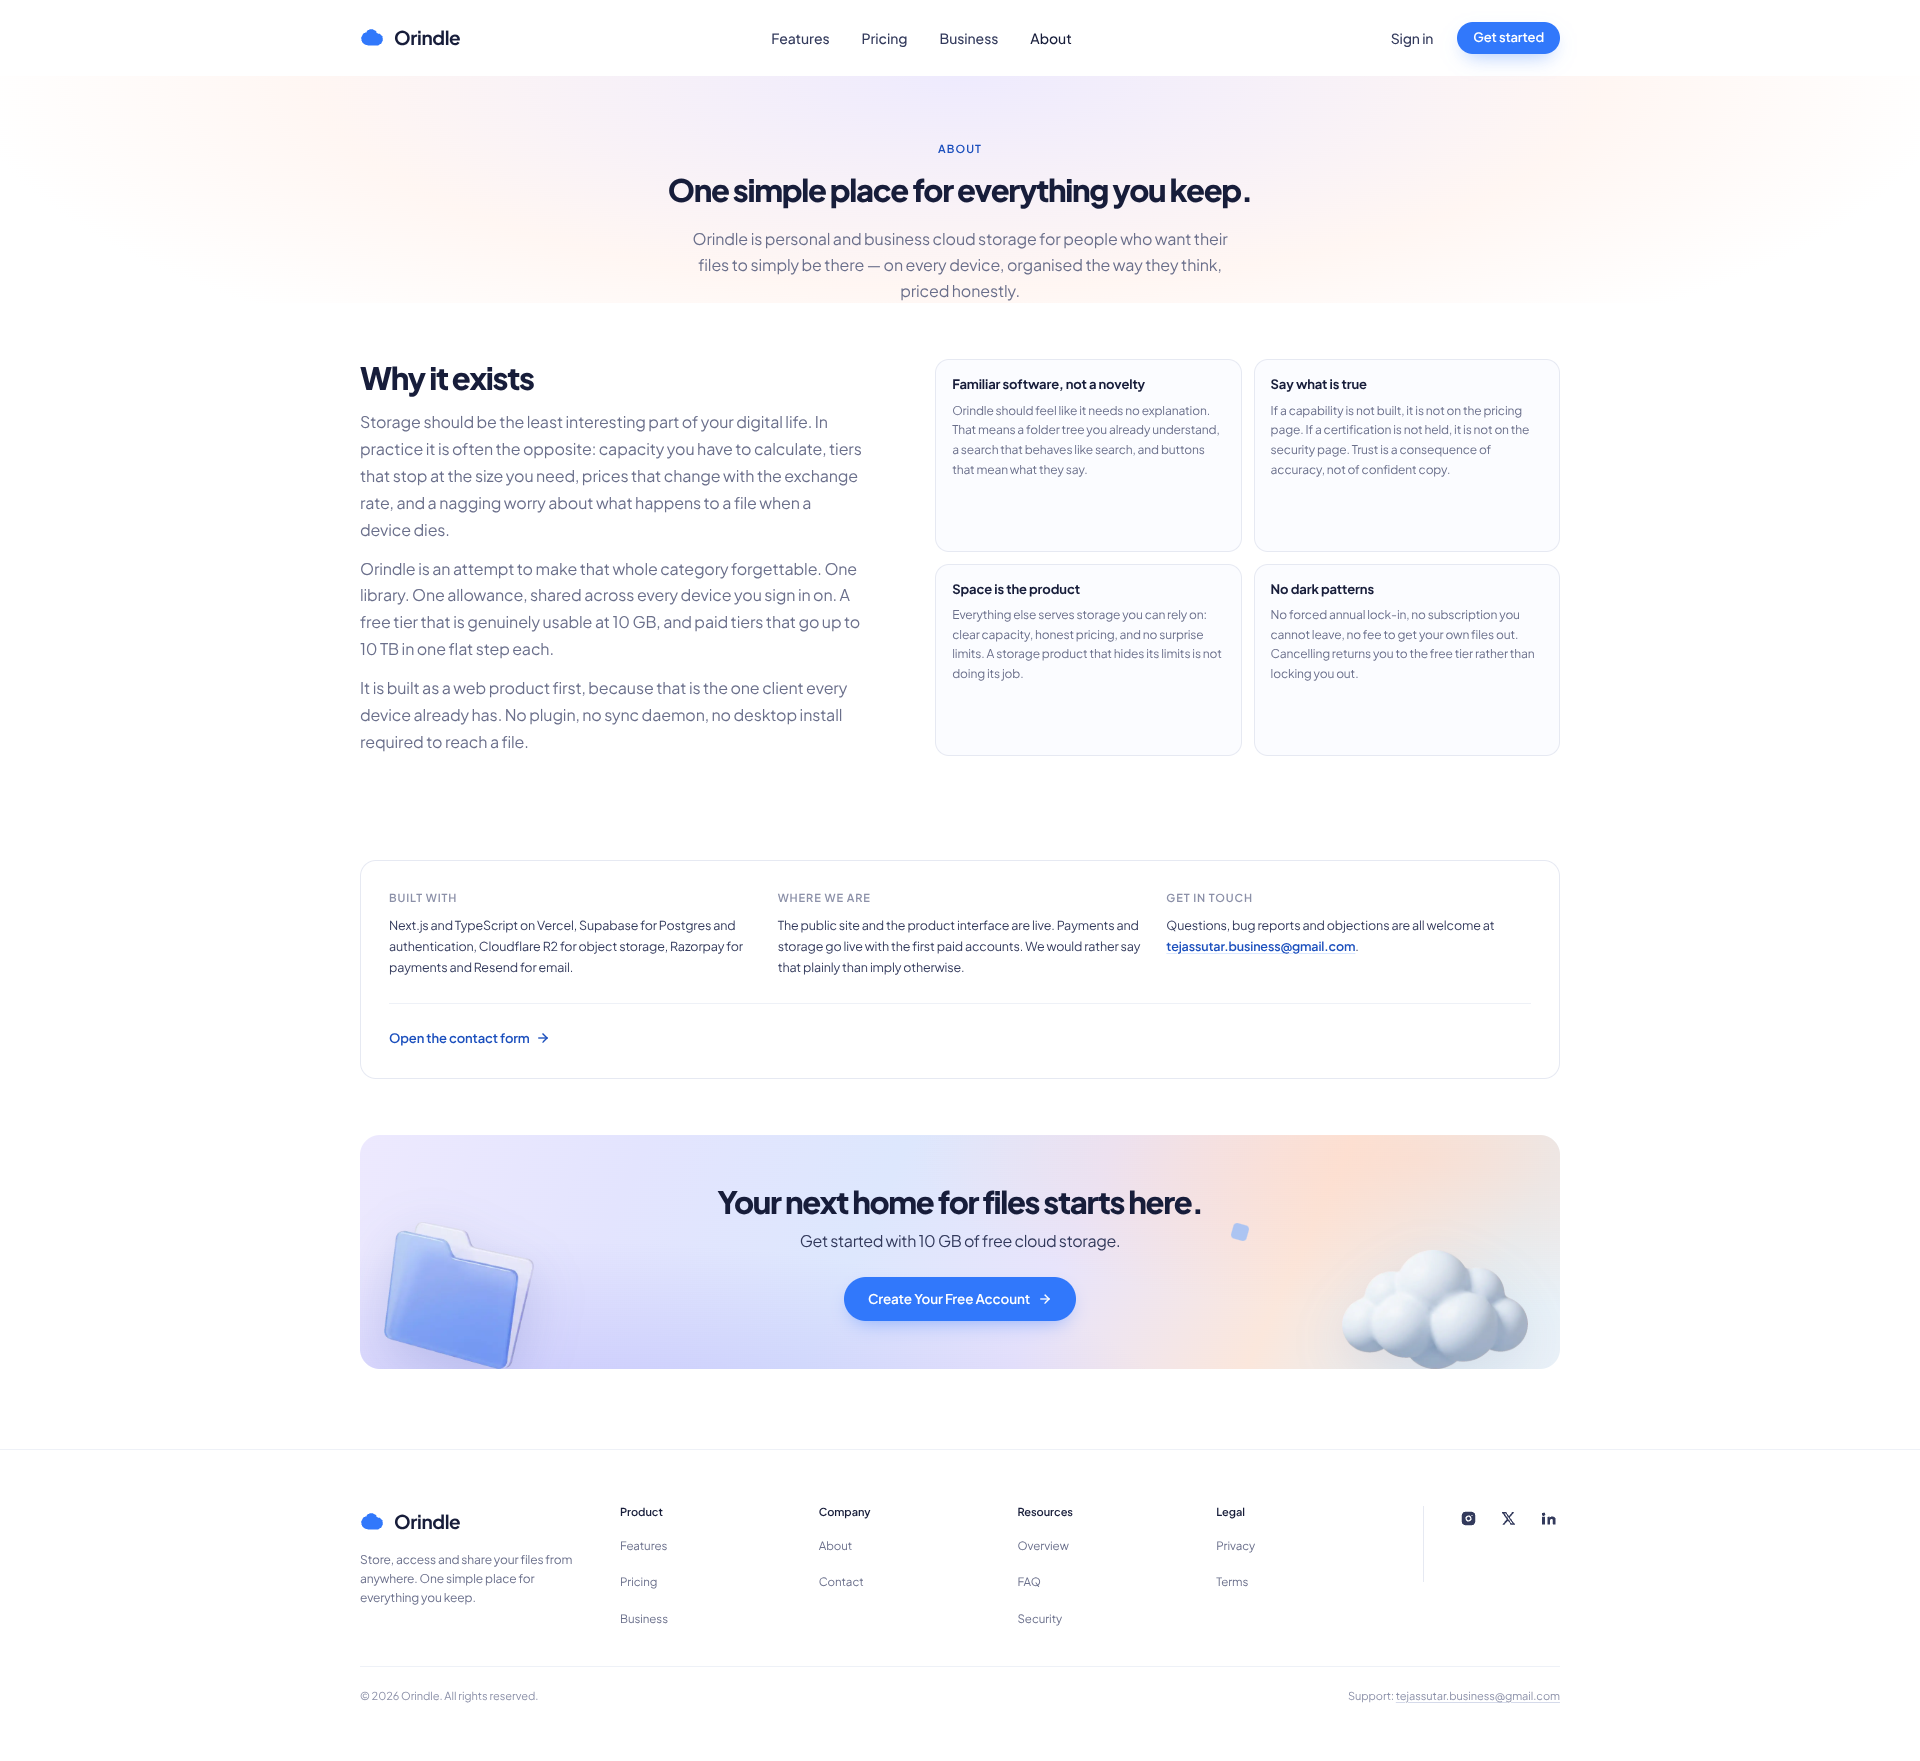 Orindle
Features
Pricing
Business
About
Sign in
Get started
ABOUT
One simple place for everything you keep.
Orindle is personal and business cloud storage for people who want their
files to simply be there — on every device, organised the way they think,
priced honestly.
Why it exists
Storage should be the least interesting part of your digital life. In
practice it is often the opposite: capacity you have to calculate, tiers
that stop at the size you need, prices that change with the exchange
rate, and a nagging worry about what happens to a file when a
device dies.
Orindle is an attempt to make that whole category forgettable. One
library. One allowance, shared across every device you sign in on. A
free tier that is genuinely usable at 10 GB, and paid tiers that go up to
10 TB in one flat step each.
It is built as a web product first, because that is the one client every
device already has. No plugin, no sync daemon, no desktop install
required to reach a file.
Familiar software, not a novelty
Orindle should feel like it needs no explanation.
That means a folder tree you already understand,
a search that behaves like search, and buttons
that mean what they say.
Say what is true
If a capability is not built, it is not on the pricing
page. If a certification is not held, it is not on the
security page. Trust is a consequence of
accuracy, not of confident copy.
Space is the product
Everything else serves storage you can rely on:
clear capacity, honest pricing, and no surprise
limits. A storage product that hides its limits is not
doing its job.
No dark patterns
No forced annual lock-in, no subscription you
cannot leave, no fee to get your own files out.
Cancelling returns you to the free tier rather than
locking you out.
BUILT WITH
Next.js and TypeScript on Vercel, Supabase for Postgres and
authentication, Cloudflare R2 for object storage, Razorpay for
payments and Resend for email.
WHERE WE ARE
The public site and the product interface are live. Payments and
storage go live with the first paid accounts. We would rather say
that plainly than imply otherwise.
GET IN TOUCH
Questions, bug reports and objections are all welcome at
tejassutar.business@gmail.com.
Open the contact form
Your next home for files starts here.
Get started with 10 GB of free cloud storage.
Create Your Free Account
Orindle
Store, access and share your files from
anywhere. One simple place for
everything you keep.
Product
Features
Pricing
Business
Company
About
Contact
Resources
Overview
FAQ
Security
Legal
Privacy
Terms
© 2026 Orindle. All rights reserved.
Support: tejassutar.business@gmail.com